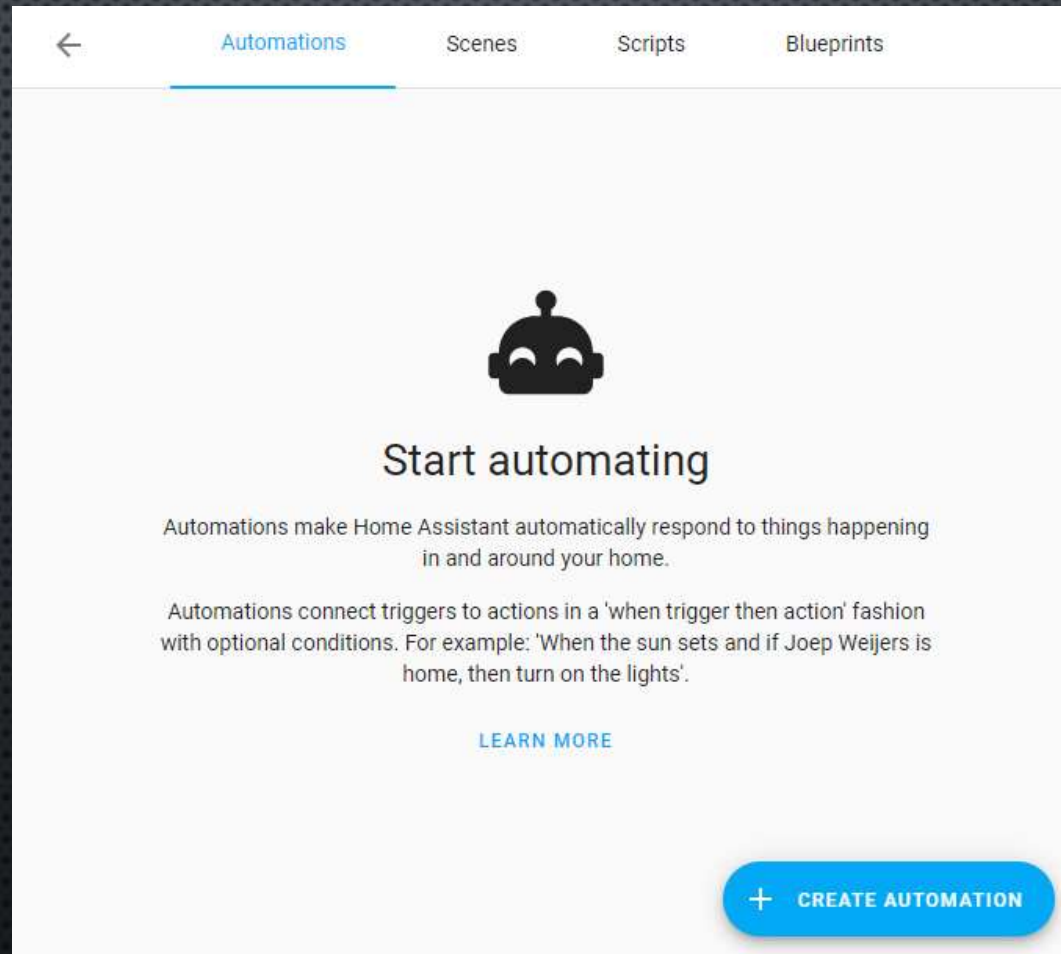 Automations Scenes Scripts Blueprints
Start automating
Automations make Home Assistant automatically respond to things happening
in and around your home.
Automations connect triggers to actions in a 'when trigger then action' fashion
with optional conditions. For example: 'When the sun sets and if Joep Weijers is
home, then turn on the lights'.
LEARN MORE
CREATE AUTOMATION